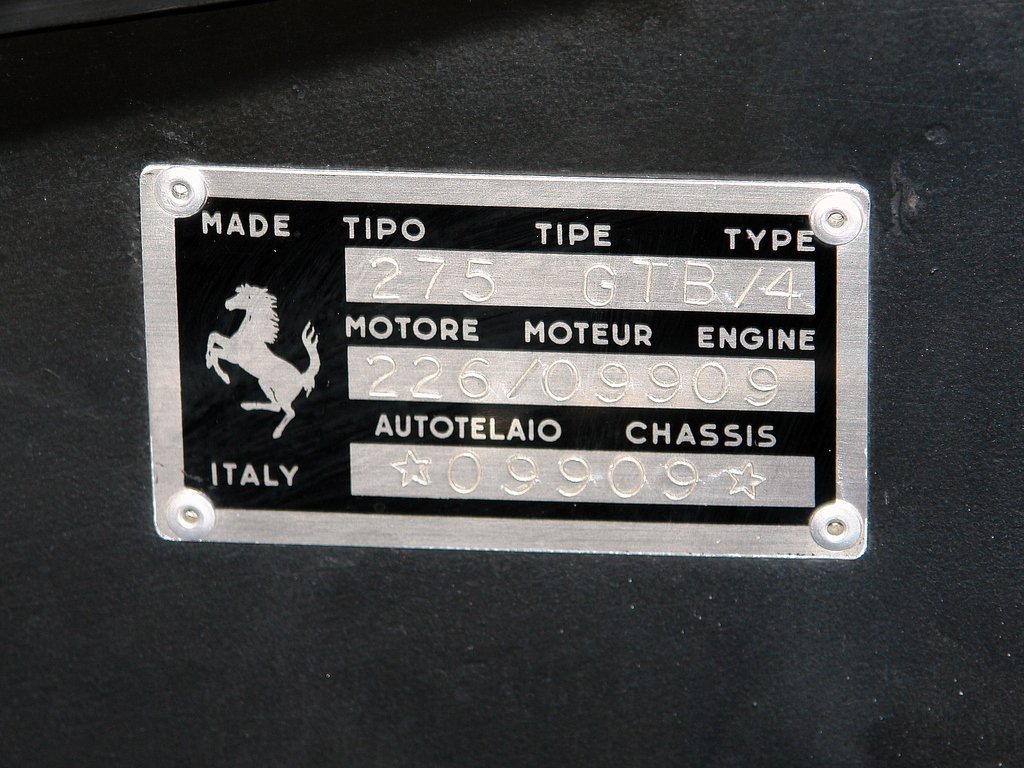 MADE TIPO TIPE TYPE
275 GTB/4
MOTORE MOTEUR ENGINE
226/09909
AUTOTELAIO CHASSIS
ITALY ☆09909☆